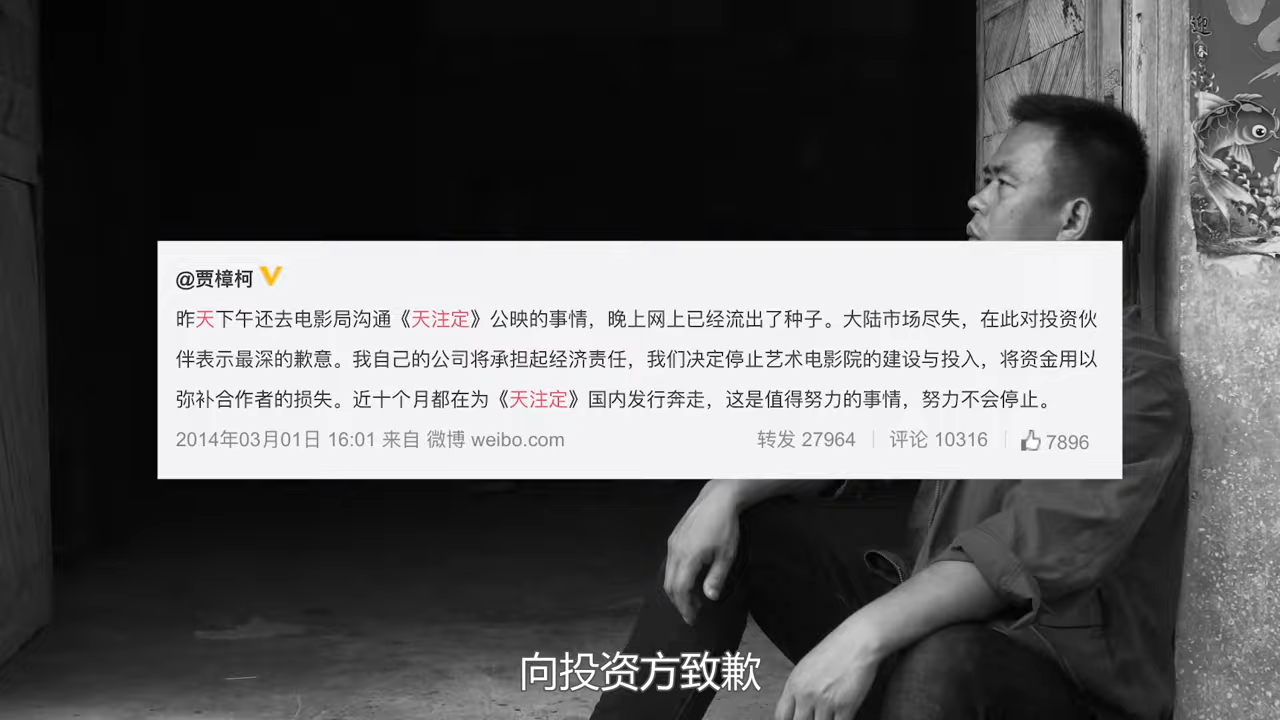 迎
春
@贾樟柯
昨天下午还去电影局沟通《天注定》公映的事情，晚上网上已经流出了种子。大陆市场尽失，在此对投资伙
伴表示最深的歉意。我自己的公司将承担起经济责任，我们决定停止艺术电影院的建设与投入，将资金用以
弥补合作者的损失。近十个月都在为《天注定》国内发行奔走，这是值得努力的事情，努力不会停止。
2014年03月01日 16:01 来自 微博 weibo.com 转发 27964 评论 10316 7896
向投资方致歉